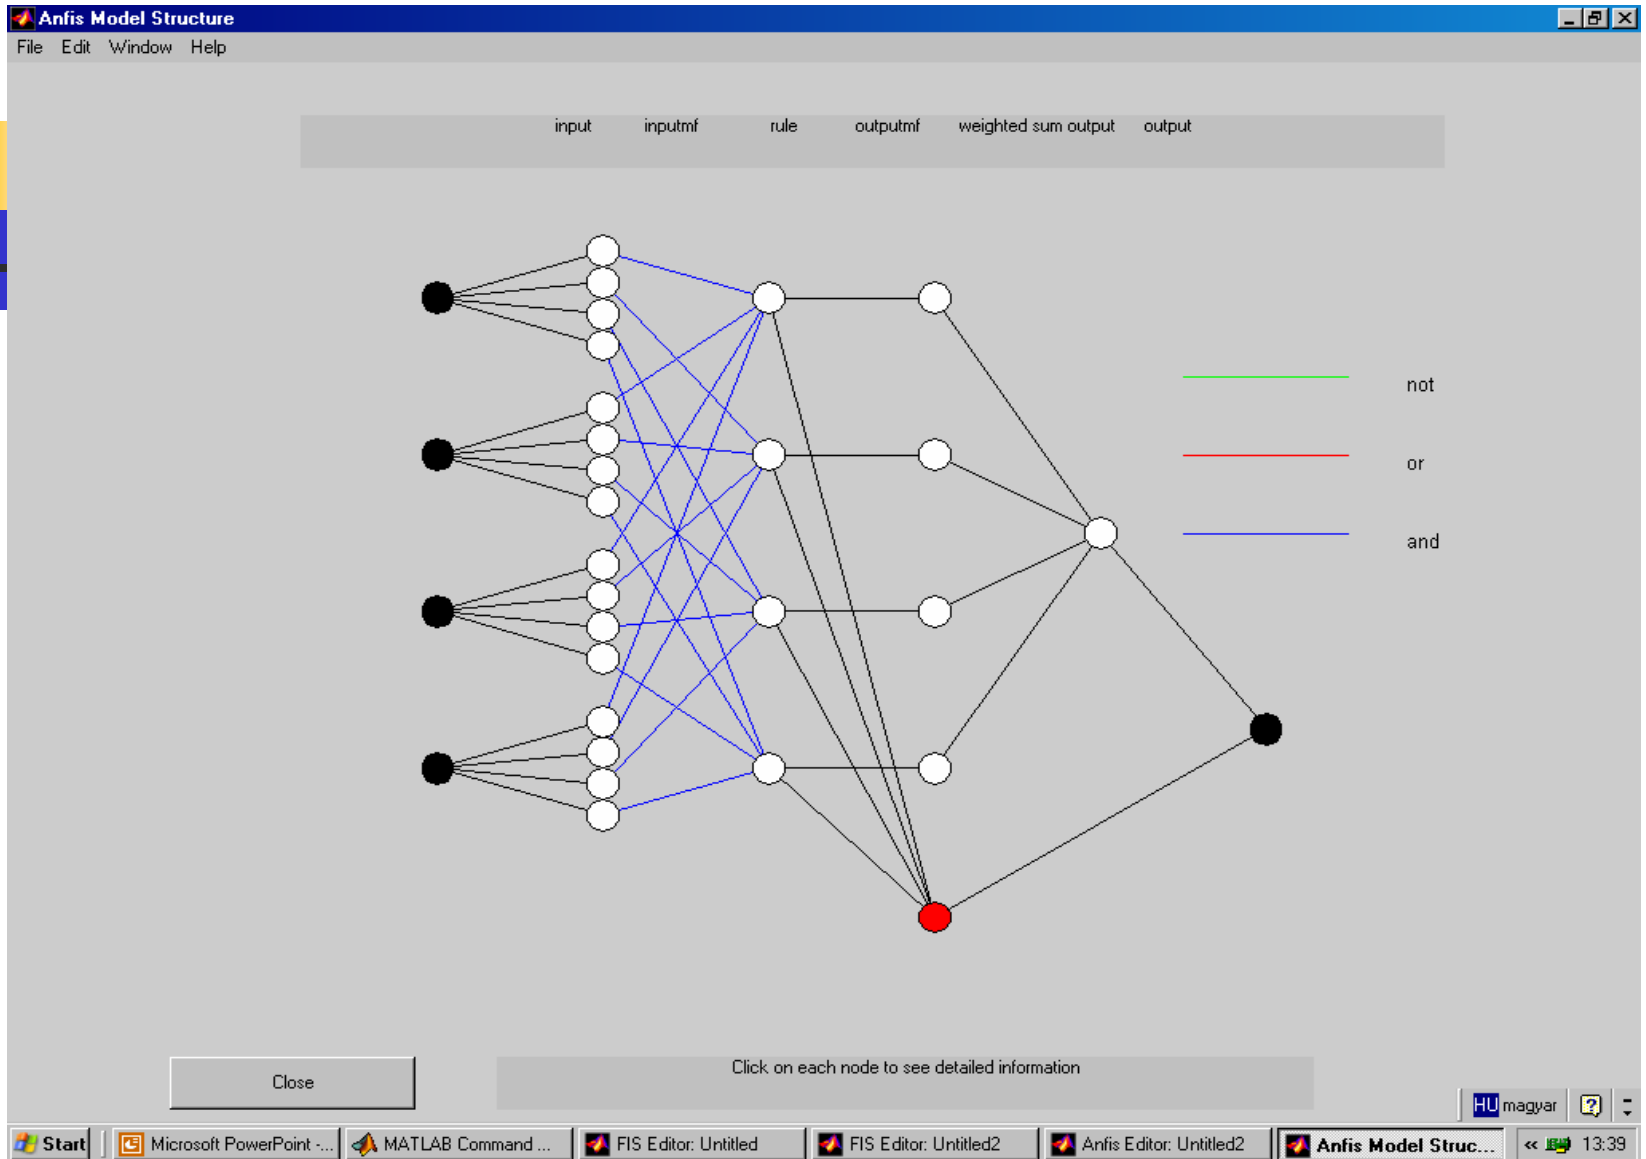 Anfis Model Structure
File Edit Window Help
input inputmf rule outputmf weighted sum output output
not
or
and
Close
Click on each node to see detailed information
HU magyar
Start Microsoft PowerPoint -... MATLAB Command ... FIS Editor: Untitled FIS Editor: Untitled2 Anfis Editor: Untitled2 Anfis Model Struc... « 13:39